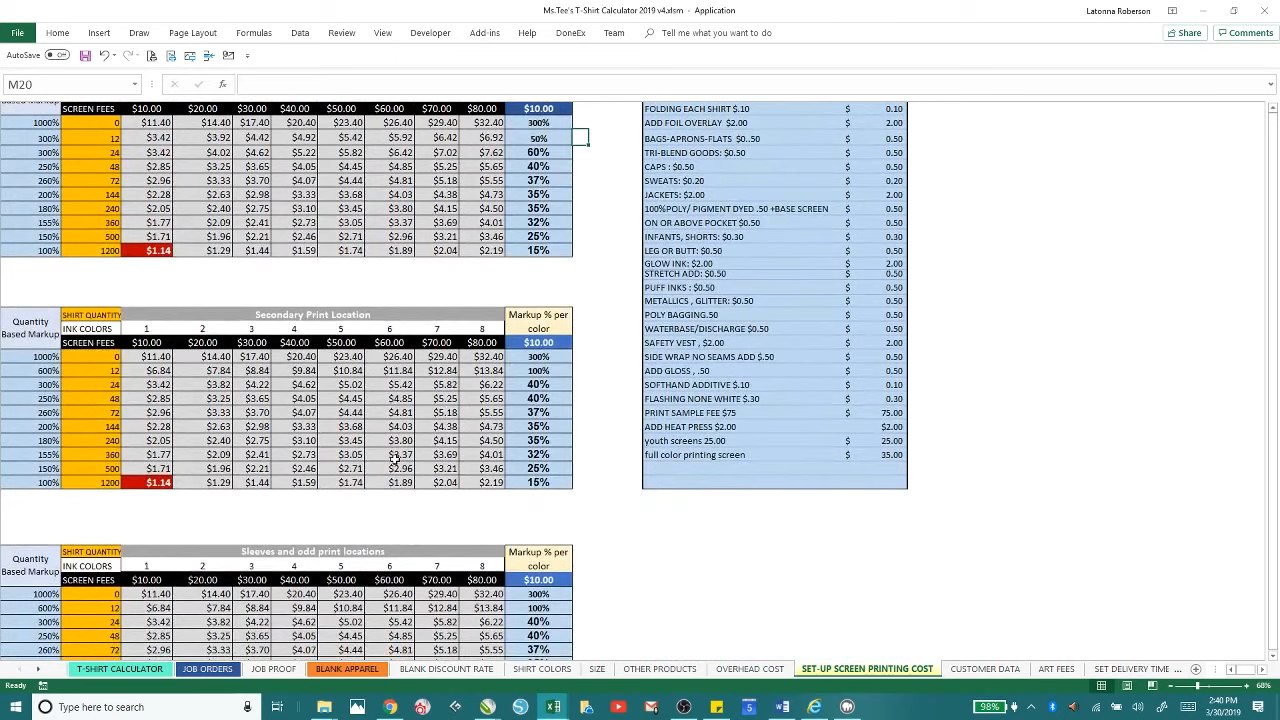 Ms.Tee's T-Shirt Calculator 2019 v4.xlsm - Application
Latonna Roberson
File Home Insert Draw Page Layout Formulas Data Review View Developer Add-ins Help DoneEx Team Tell me what you want to do Share Comments
AutoSave Off
M20 fx
SCREEN FEES $10.00 $20.00 $30.00 $40.00 $50.00 $60.00 $70.00 $80.00 $10.00
1000% 0 $11.40 $14.40 $17.40 $20.40 $23.40 $26.40 $29.40 $32.40 300%
300% 12 $3.42 $3.92 $4.42 $4.92 $5.42 $5.92 $6.42 $6.92 50%
300% 24 $3.42 $4.02 $4.62 $5.22 $5.82 $6.42 $7.02 $7.62 60%
250% 48 $2.85 $3.25 $3.65 $4.05 $4.45 $4.85 $5.25 $5.65 40%
260% 72 $2.96 $3.33 $3.70 $4.07 $4.44 $4.81 $5.18 $5.55 37%
200% 144 $2.28 $2.63 $2.98 $3.33 $3.68 $4.03 $4.38 $4.73 35%
180% 240 $2.05 $2.40 $2.75 $3.10 $3.45 $3.80 $4.15 $4.50 35%
155% 360 $1.77 $2.09 $2.41 $2.73 $3.05 $3.37 $3.69 $4.01 32%
150% 500 $1.71 $1.96 $2.21 $2.46 $2.71 $2.96 $3.21 $3.46 25%
100% 1200 $1.14 $1.29 $1.44 $1.59 $1.74 $1.89 $2.04 $2.19 15%
Quantity Based Markup SHIRT QUANTITY Secondary Print Location Markup % per color
INK COLORS 1 2 3 4 5 6 7 8
SCREEN FEES $10.00 $20.00 $30.00 $40.00 $50.00 $60.00 $70.00 $80.00 $10.00
1000% 0 $11.40 $14.40 $17.40 $20.40 $23.40 $26.40 $29.40 $32.40 300%
600% 12 $6.84 $7.84 $8.84 $9.84 $10.84 $11.84 $12.84 $13.84 100%
300% 24 $3.42 $3.82 $4.22 $4.62 $5.02 $5.42 $5.82 $6.22 40%
250% 48 $2.85 $3.25 $3.65 $4.05 $4.45 $4.85 $5.25 $5.65 40%
260% 72 $2.96 $3.33 $3.70 $4.07 $4.44 $4.81 $5.18 $5.55 37%
200% 144 $2.28 $2.63 $2.98 $3.33 $3.68 $4.03 $4.38 $4.73 35%
180% 240 $2.05 $2.40 $2.75 $3.10 $3.45 $3.80 $4.15 $4.50 35%
155% 360 $1.77 $2.09 $2.41 $2.73 $3.05 $3.37 $3.69 $4.01 32%
150% 500 $1.71 $1.96 $2.21 $2.46 $2.71 $2.96 $3.21 $3.46 25%
100% 1200 $1.14 $1.29 $1.44 $1.59 $1.74 $1.89 $2.04 $2.19 15%
Quantity Based Markup SHIRT QUANTITY Sleeves and odd print locations Markup % per color
INK COLORS 1 2 3 4 5 6 7 8
SCREEN FEES $10.00 $20.00 $30.00 $40.00 $50.00 $60.00 $70.00 $80.00 $10.00
1000% 0 $11.40 $14.40 $17.40 $20.40 $23.40 $26.40 $29.40 $32.40 300%
600% 12 $6.84 $7.84 $8.84 $9.84 $10.84 $11.84 $12.84 $13.84 100%
300% 24 $3.42 $3.82 $4.22 $4.62 $5.02 $5.42 $5.82 $6.22 40%
250% 48 $2.85 $3.25 $3.65 $4.05 $4.45 $4.85 $5.25 $5.65 40%
260% 72 $2.96 $3.33 $3.70 $4.07 $4.44 $4.81 $5.18 $5.55 37%
FOLDING EACH SHIRT $.10 $ 0.10
ADD FOIL OVERLAY $2.00 $ 2.00
BAGS-APRONS-FLATS $0..50 $ 0.50
TRI-BLEND GOODS: $0.50 $ 0.50
CAPS : $0.50 $ 0.50
SWEATS: $0.20 $ 0.20
JACKETS: $2.00 $ 2.00
100%POLY/ PIGMENT DYED .50 +BASE SCREEN $ 0.50
ON OR ABOVE POCKET $0.50 $ 0.50
INFANTS, SHORTS: $0.30 $ 0.30
LEG OR BUTT: $0.50 $ 0.50
GLOW INK: $2.00 $ 2.00
STRETCH ADD: $0.50 $ 0.50
PUFF INKS : $0.50 $ 0.50
METALLICS , GLITTER: $0.50 $ 0.50
POLY BAGGING.50 $ 0.50
WATERBASE/DISCHARGE $0.50 $ 0.50
SAFETY VEST , $2.00 $ 2.00
SIDE WRAP NO SEAMS ADD $.50 $ 0.50
ADD GLOSS , .50 $ 0.50
SOFTHAND ADDITIVE $.10 $ 0.10
FLASHING NONE WHITE $.30 $ 0.30
PRINT SAMPLE FEE $75 $ 75.00
ADD HEAT PRESS $2.00 $2.00
youth screens 25.00 $ 25.00
full color printing screen $ 35.00
T-SHIRT CALCULATOR JOB ORDERS JOB PROOF BLANK APPAREL BLANK DISCOUNT RATE SHIRT COLORS SIZE OTHER PRODUCTS OVERHEAD COST SET-UP SCREEN PRINTING COST CUSTOMER DATA ART FEES SET DELIVERY TIME ...
Ready 68%
Type here to search 98% 2:40 PM
3/30/2019